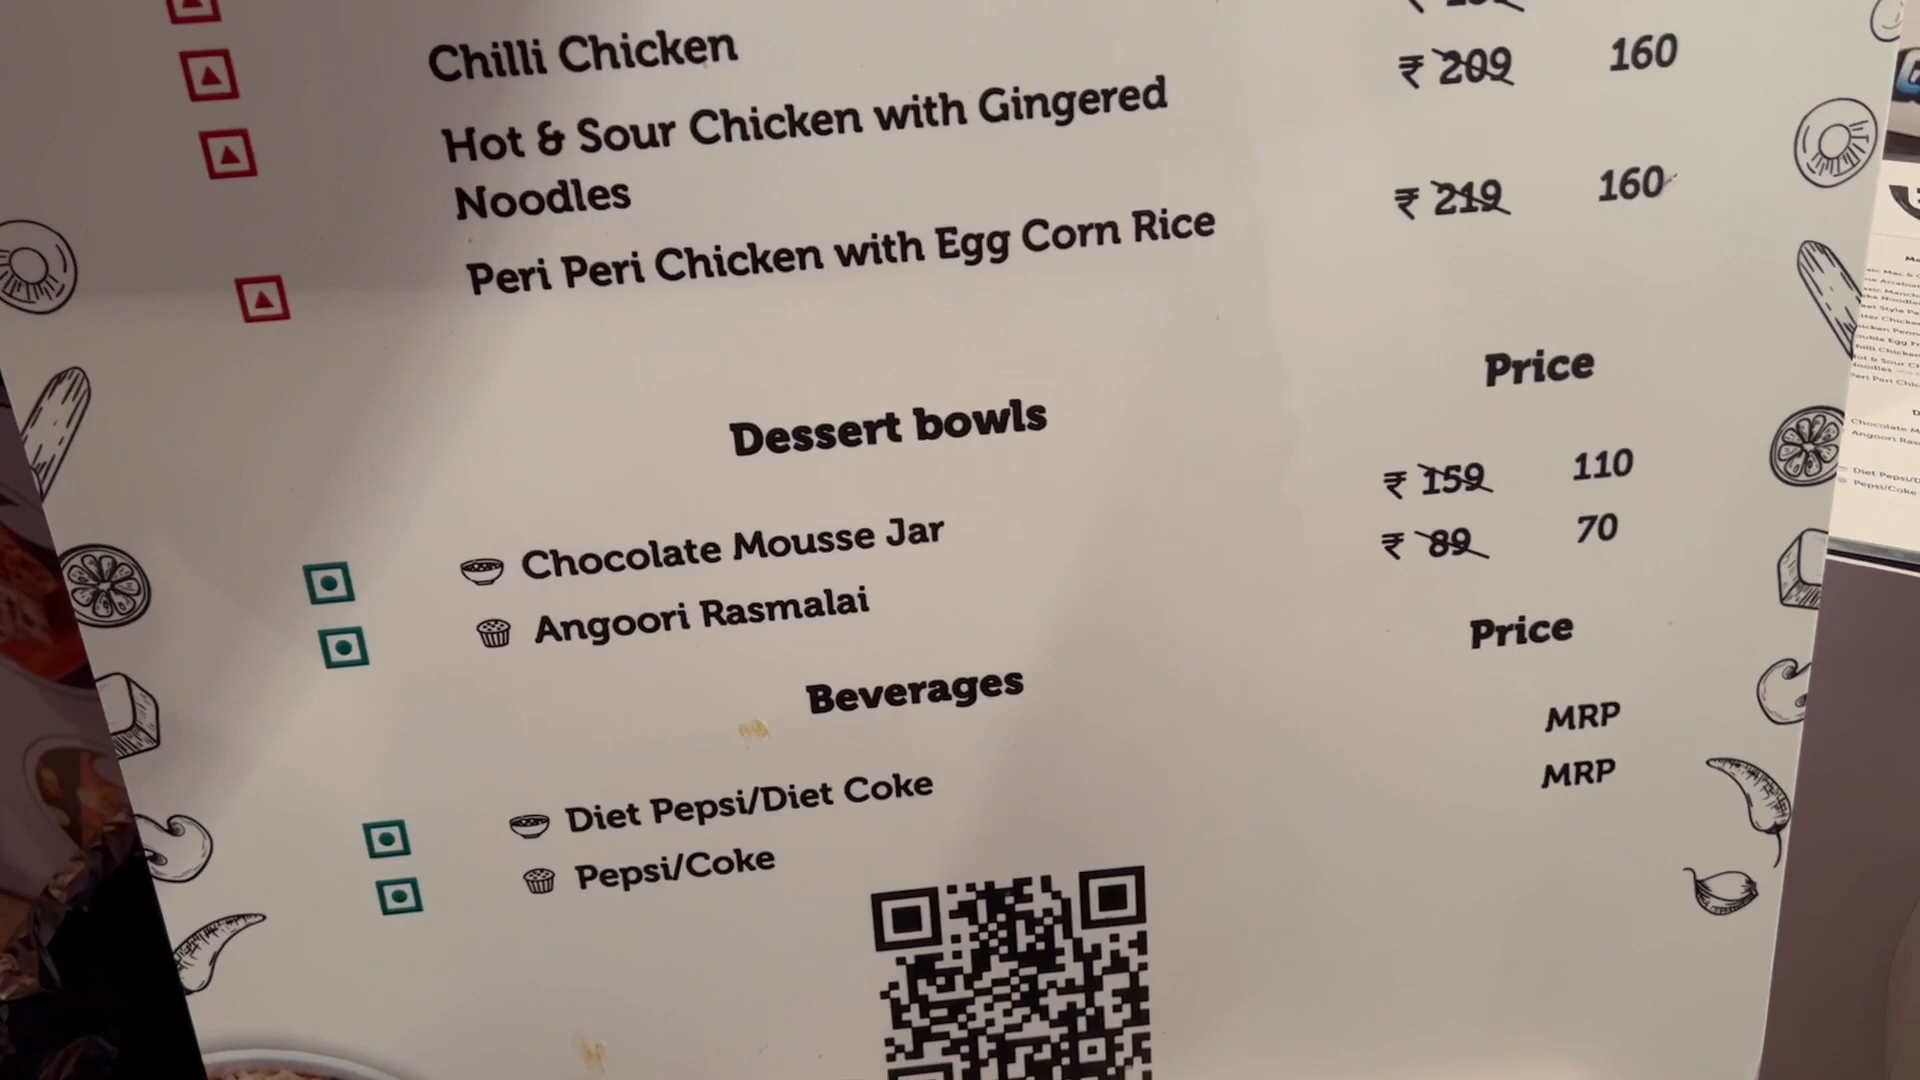 Chilli Chicken
₹ 209 160
Hot & Sour Chicken with Gingered
Noodles
₹ 219 160
Peri Peri Chicken with Egg Corn Rice
Price
Dessert bowls
₹ 159 110
Chocolate Mousse Jar
₹ 89 70
Angoori Rasmalai
Price
Beverages
MRP
Diet Pepsi/Diet Coke
MRP
Pepsi/Coke